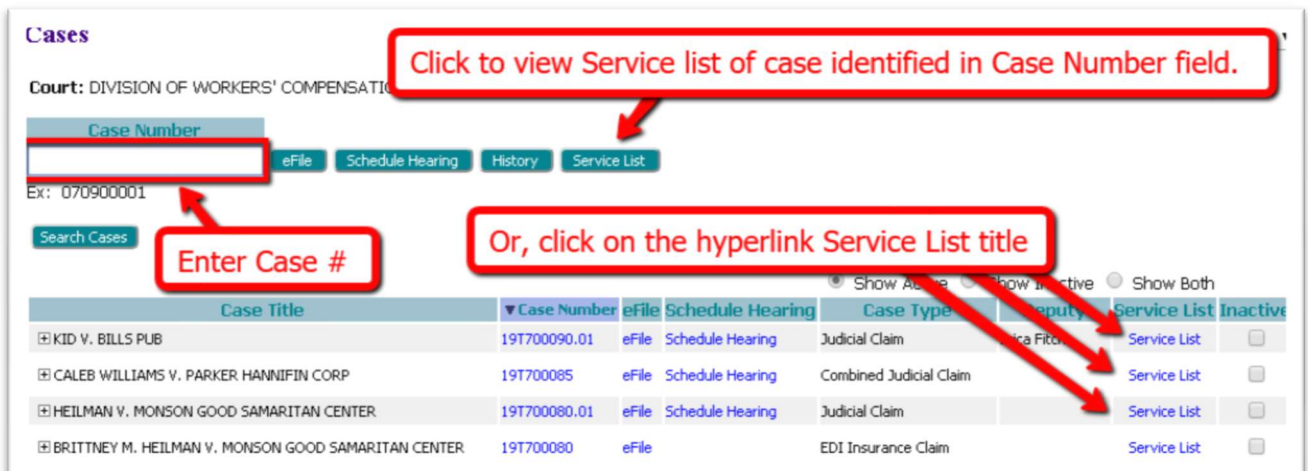 Cases
Click to view Service list of case identified in Case Number field.
Court: DIVISION OF WORKERS' COMPENSATIO
Case Number
eFile Schedule Hearing History Service List
Ex: 070900001
Search Cases
Enter Case #
Or, click on the hyperlink Service List title
Show Active Show Inactive Show Both
Case Title ▼Case Number eFile Schedule Hearing Case Type Deputy Service List Inactive
KID V. BILLS PUB 19T700090.01 eFile Schedule Hearing Judicial Claim Service List
CALEB WILLIAMS V. PARKER HANNIFIN CORP 19T700085 eFile Schedule Hearing Combined Judicial Claim Service List
HEILMAN V. MONSON GOOD SAMARITAN CENTER 19T700080.01 eFile Schedule Hearing Judicial Claim Service List
BRITTNEY M. HEILMAN V. MONSON GOOD SAMARITAN CENTER 19T700080 eFile EDI Insurance Claim Service List